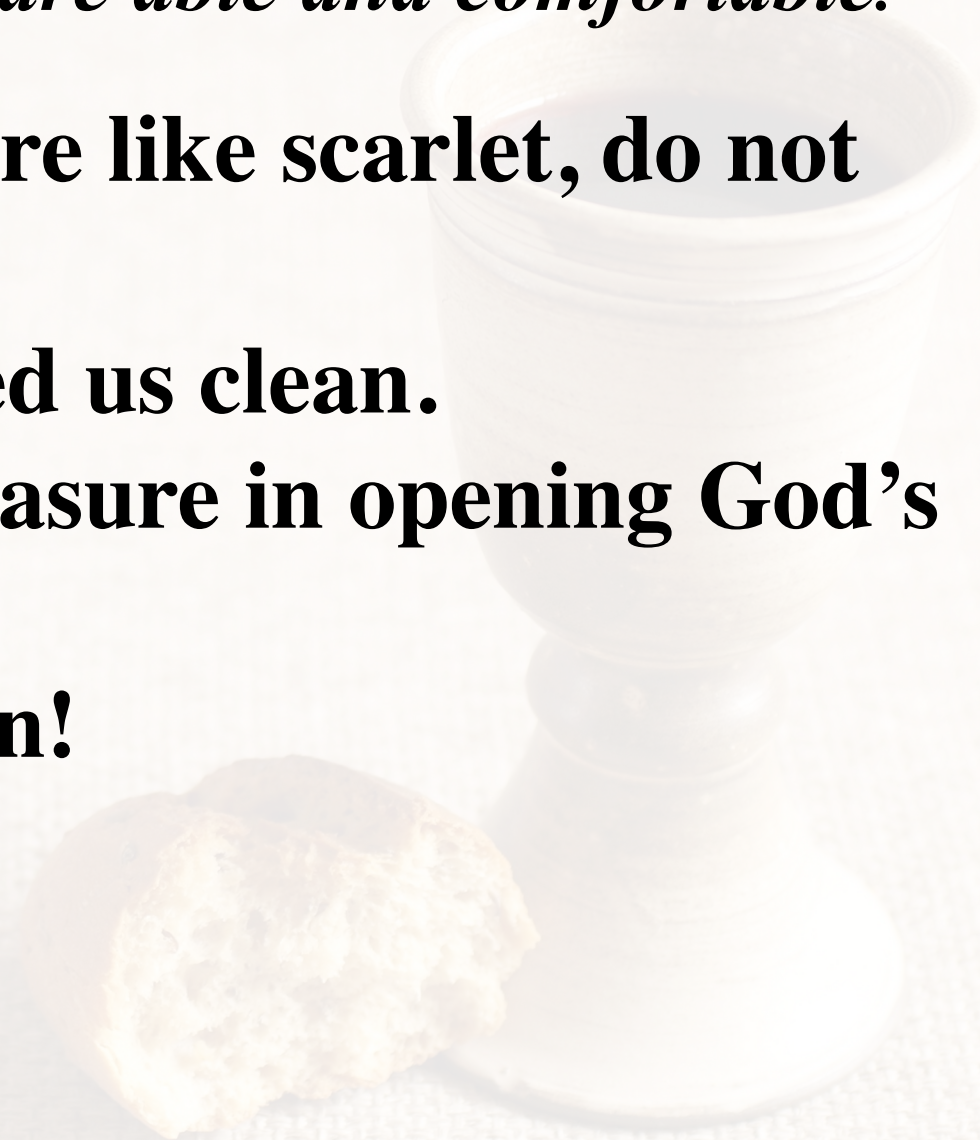 are able and comfortable.
re like scarlet, do not
ed us clean.
asure in opening God’s
n!